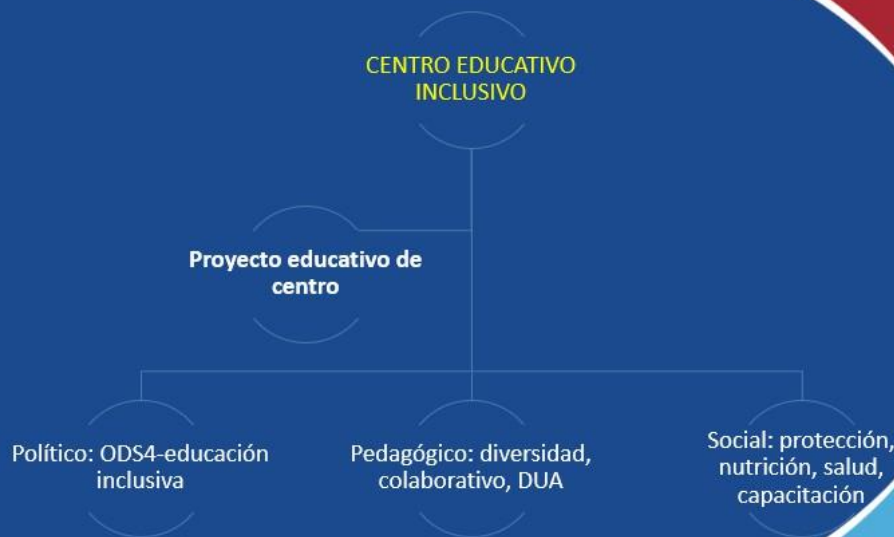 CENTRO EDUCATIVO
INCLUSIVO
Proyecto educativo de
centro
Político: ODS4-educación
inclusiva
Pedagógico: diversidad,
colaborativo, DUA
Social: protección,
nutrición, salud,
capacitación